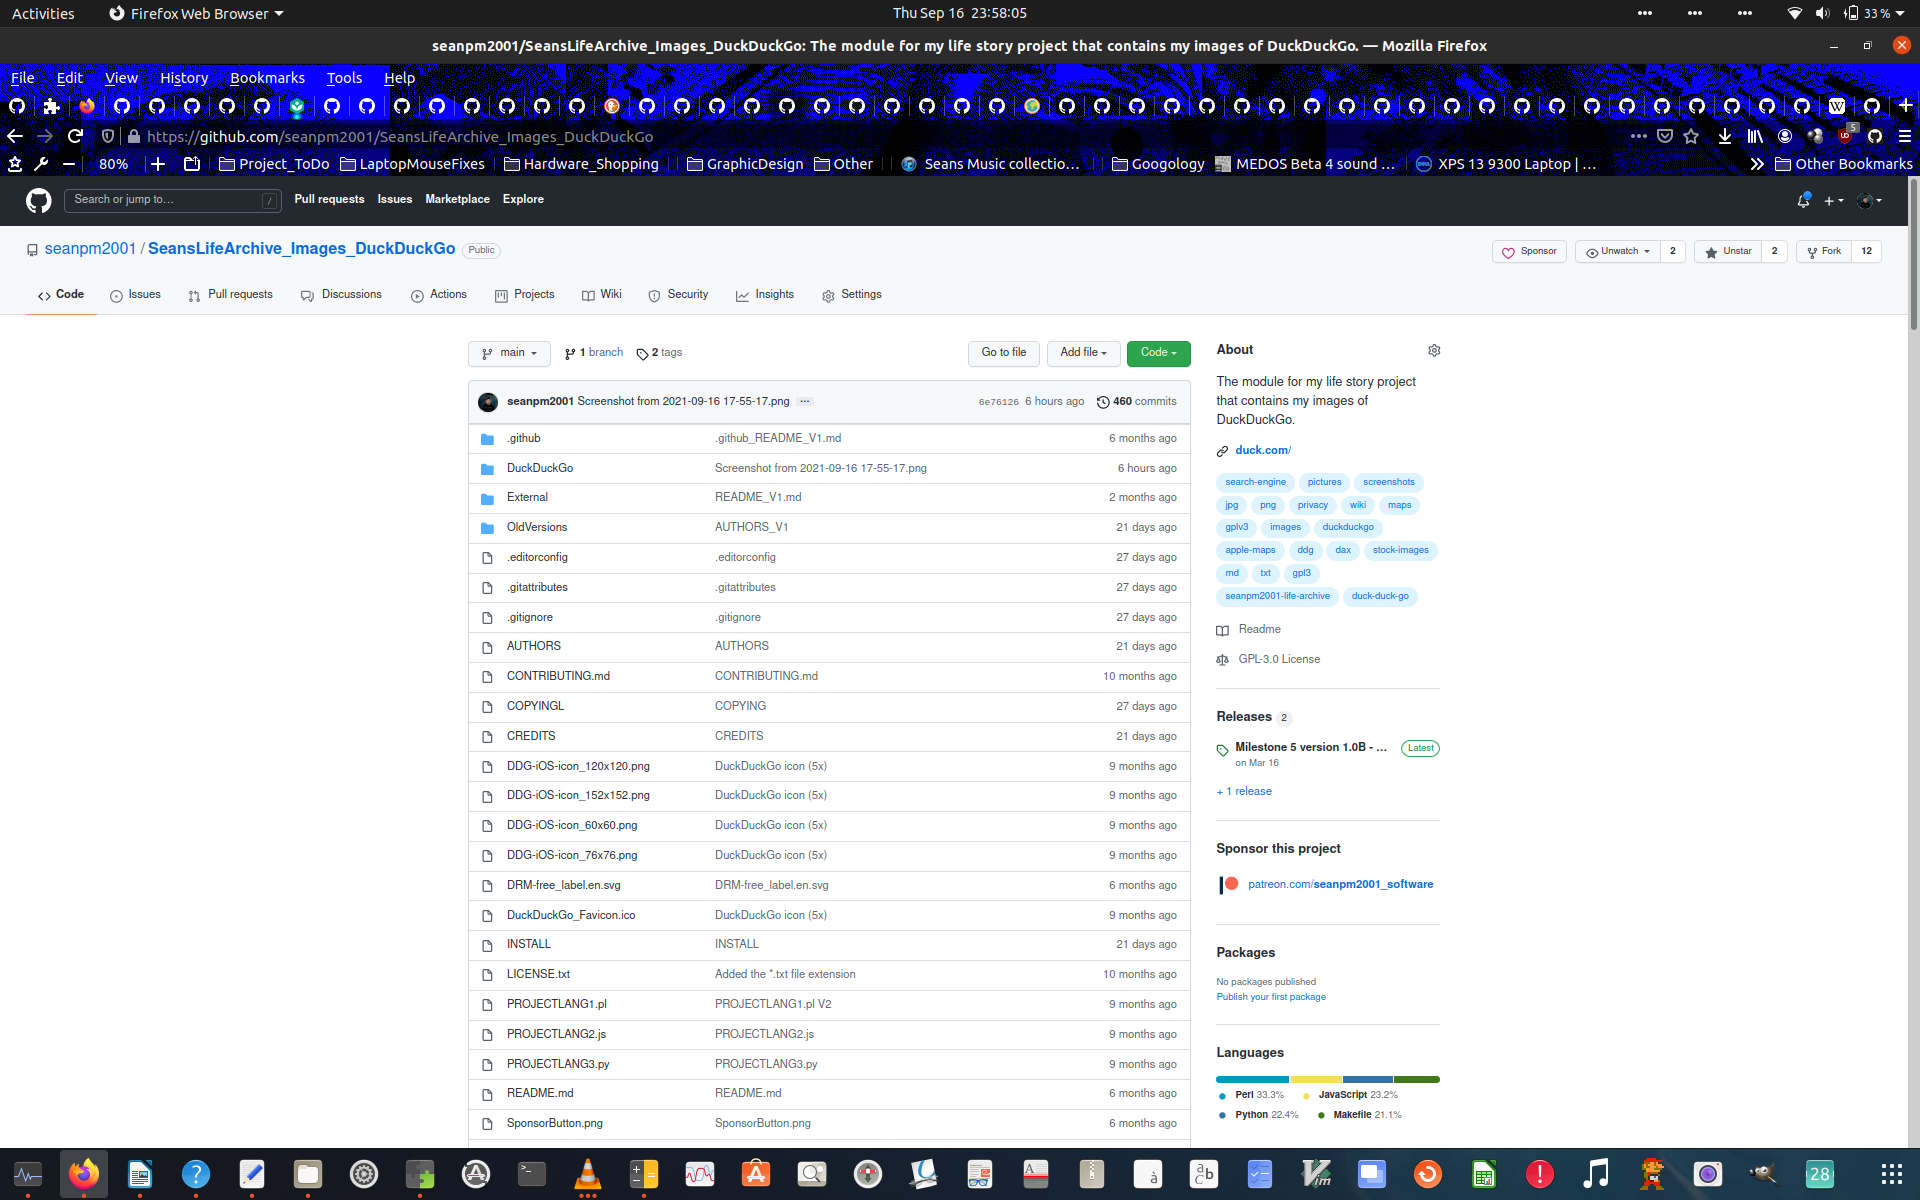 Activities Firefox Web Browser Thu Sep 16 23:58:05 33 %
seanpm2001/SeansLifeArchive_Images_DuckDuckGo: The module for my life story project that contains my images of DuckDuckGo. — Mozilla Firefox
File Edit View History Bookmarks Tools Help
https://github.com/seanpm2001/SeansLifeArchive_Images_DuckDuckGo 5
80% Project_ToDo LaptopMouseFixes Hardware_Shopping GraphicDesign Other Seans Music collectio… Googology MEDOS Beta 4 sound … XPS 13 9300 Laptop | … Other Bookmarks
Search or jump to… / Pull requests Issues Marketplace Explore
seanpm2001 / SeansLifeArchive_Images_DuckDuckGo Public Sponsor Unwatch 2 Unstar 2 Fork 12
Code Issues Pull requests Discussions Actions Projects Wiki Security Insights Settings
main 1 branch 2 tags Go to file Add file Code
seanpm2001 Screenshot from 2021-09-16 17-55-17.png ··· 6e76126 6 hours ago 460 commits
.github .github_README_V1.md 6 months ago
DuckDuckGo Screenshot from 2021-09-16 17-55-17.png 6 hours ago
External README_V1.md 2 months ago
OldVersions AUTHORS_V1 21 days ago
.editorconfig .editorconfig 27 days ago
.gitattributes .gitattributes 27 days ago
.gitignore .gitignore 27 days ago
AUTHORS AUTHORS 21 days ago
CONTRIBUTING.md CONTRIBUTING.md 10 months ago
COPYINGL COPYING 27 days ago
CREDITS CREDITS 21 days ago
DDG-iOS-icon_120x120.png DuckDuckGo icon (5x) 9 months ago
DDG-iOS-icon_152x152.png DuckDuckGo icon (5x) 9 months ago
DDG-iOS-icon_60x60.png DuckDuckGo icon (5x) 9 months ago
DDG-iOS-icon_76x76.png DuckDuckGo icon (5x) 9 months ago
DRM-free_label.en.svg DRM-free_label.en.svg 6 months ago
DuckDuckGo_Favicon.ico DuckDuckGo icon (5x) 9 months ago
INSTALL INSTALL 21 days ago
LICENSE.txt Added the *.txt file extension 10 months ago
PROJECTLANG1.pl PROJECTLANG1.pl V2 9 months ago
PROJECTLANG2.js PROJECTLANG2.js 9 months ago
PROJECTLANG3.py PROJECTLANG3.py 9 months ago
README.md README.md 6 months ago
SponsorButton.png SponsorButton.png 6 months ago
About
The module for my life story project
that contains my images of
DuckDuckGo.
duck.com/
search-engine pictures screenshots
jpg png privacy wiki maps
gplv3 images duckduckgo
apple-maps ddg dax stock-images
md txt gpl3
seanpm2001-life-archive duck-duck-go
Readme
GPL-3.0 License
Releases 2
Milestone 5 version 1.0B - … Latest
on Mar 16
+ 1 release
Sponsor this project
patreon.com/seanpm2001_software
Packages
No packages published
Publish your first package
Languages
Perl 33.3% JavaScript 23.2%
Python 22.4% Makefile 21.1%
28